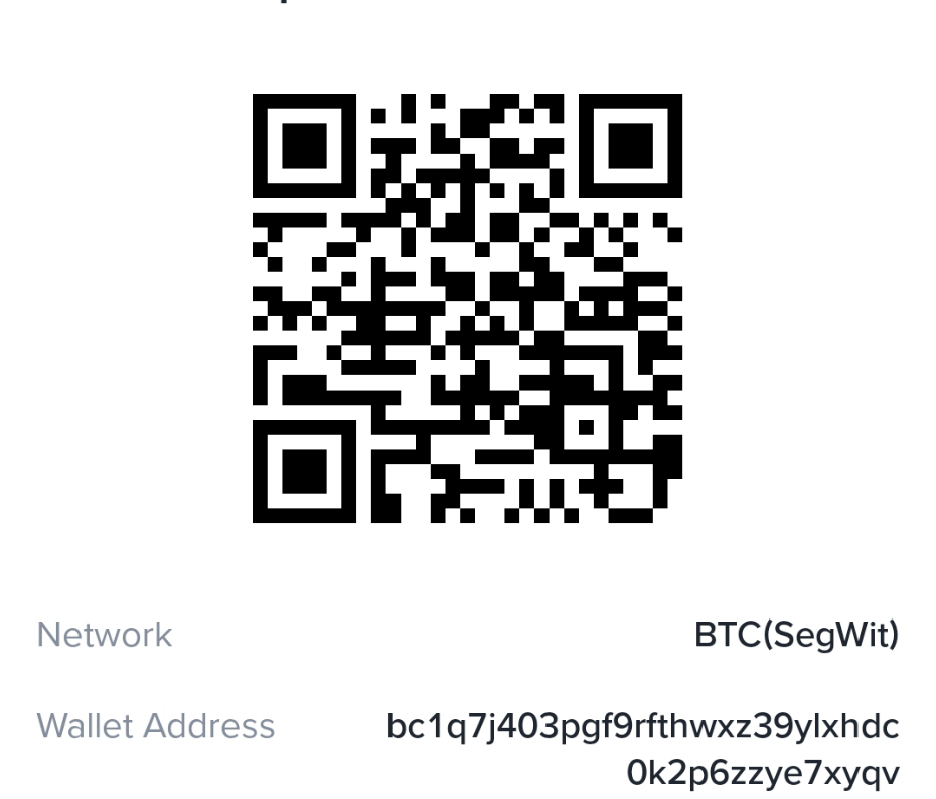 Network
BTC(SegWit)
Wallet Address
bc1q7j403pgf9rfthwxz39ylxhdc
0k2p6zzye7xyqv